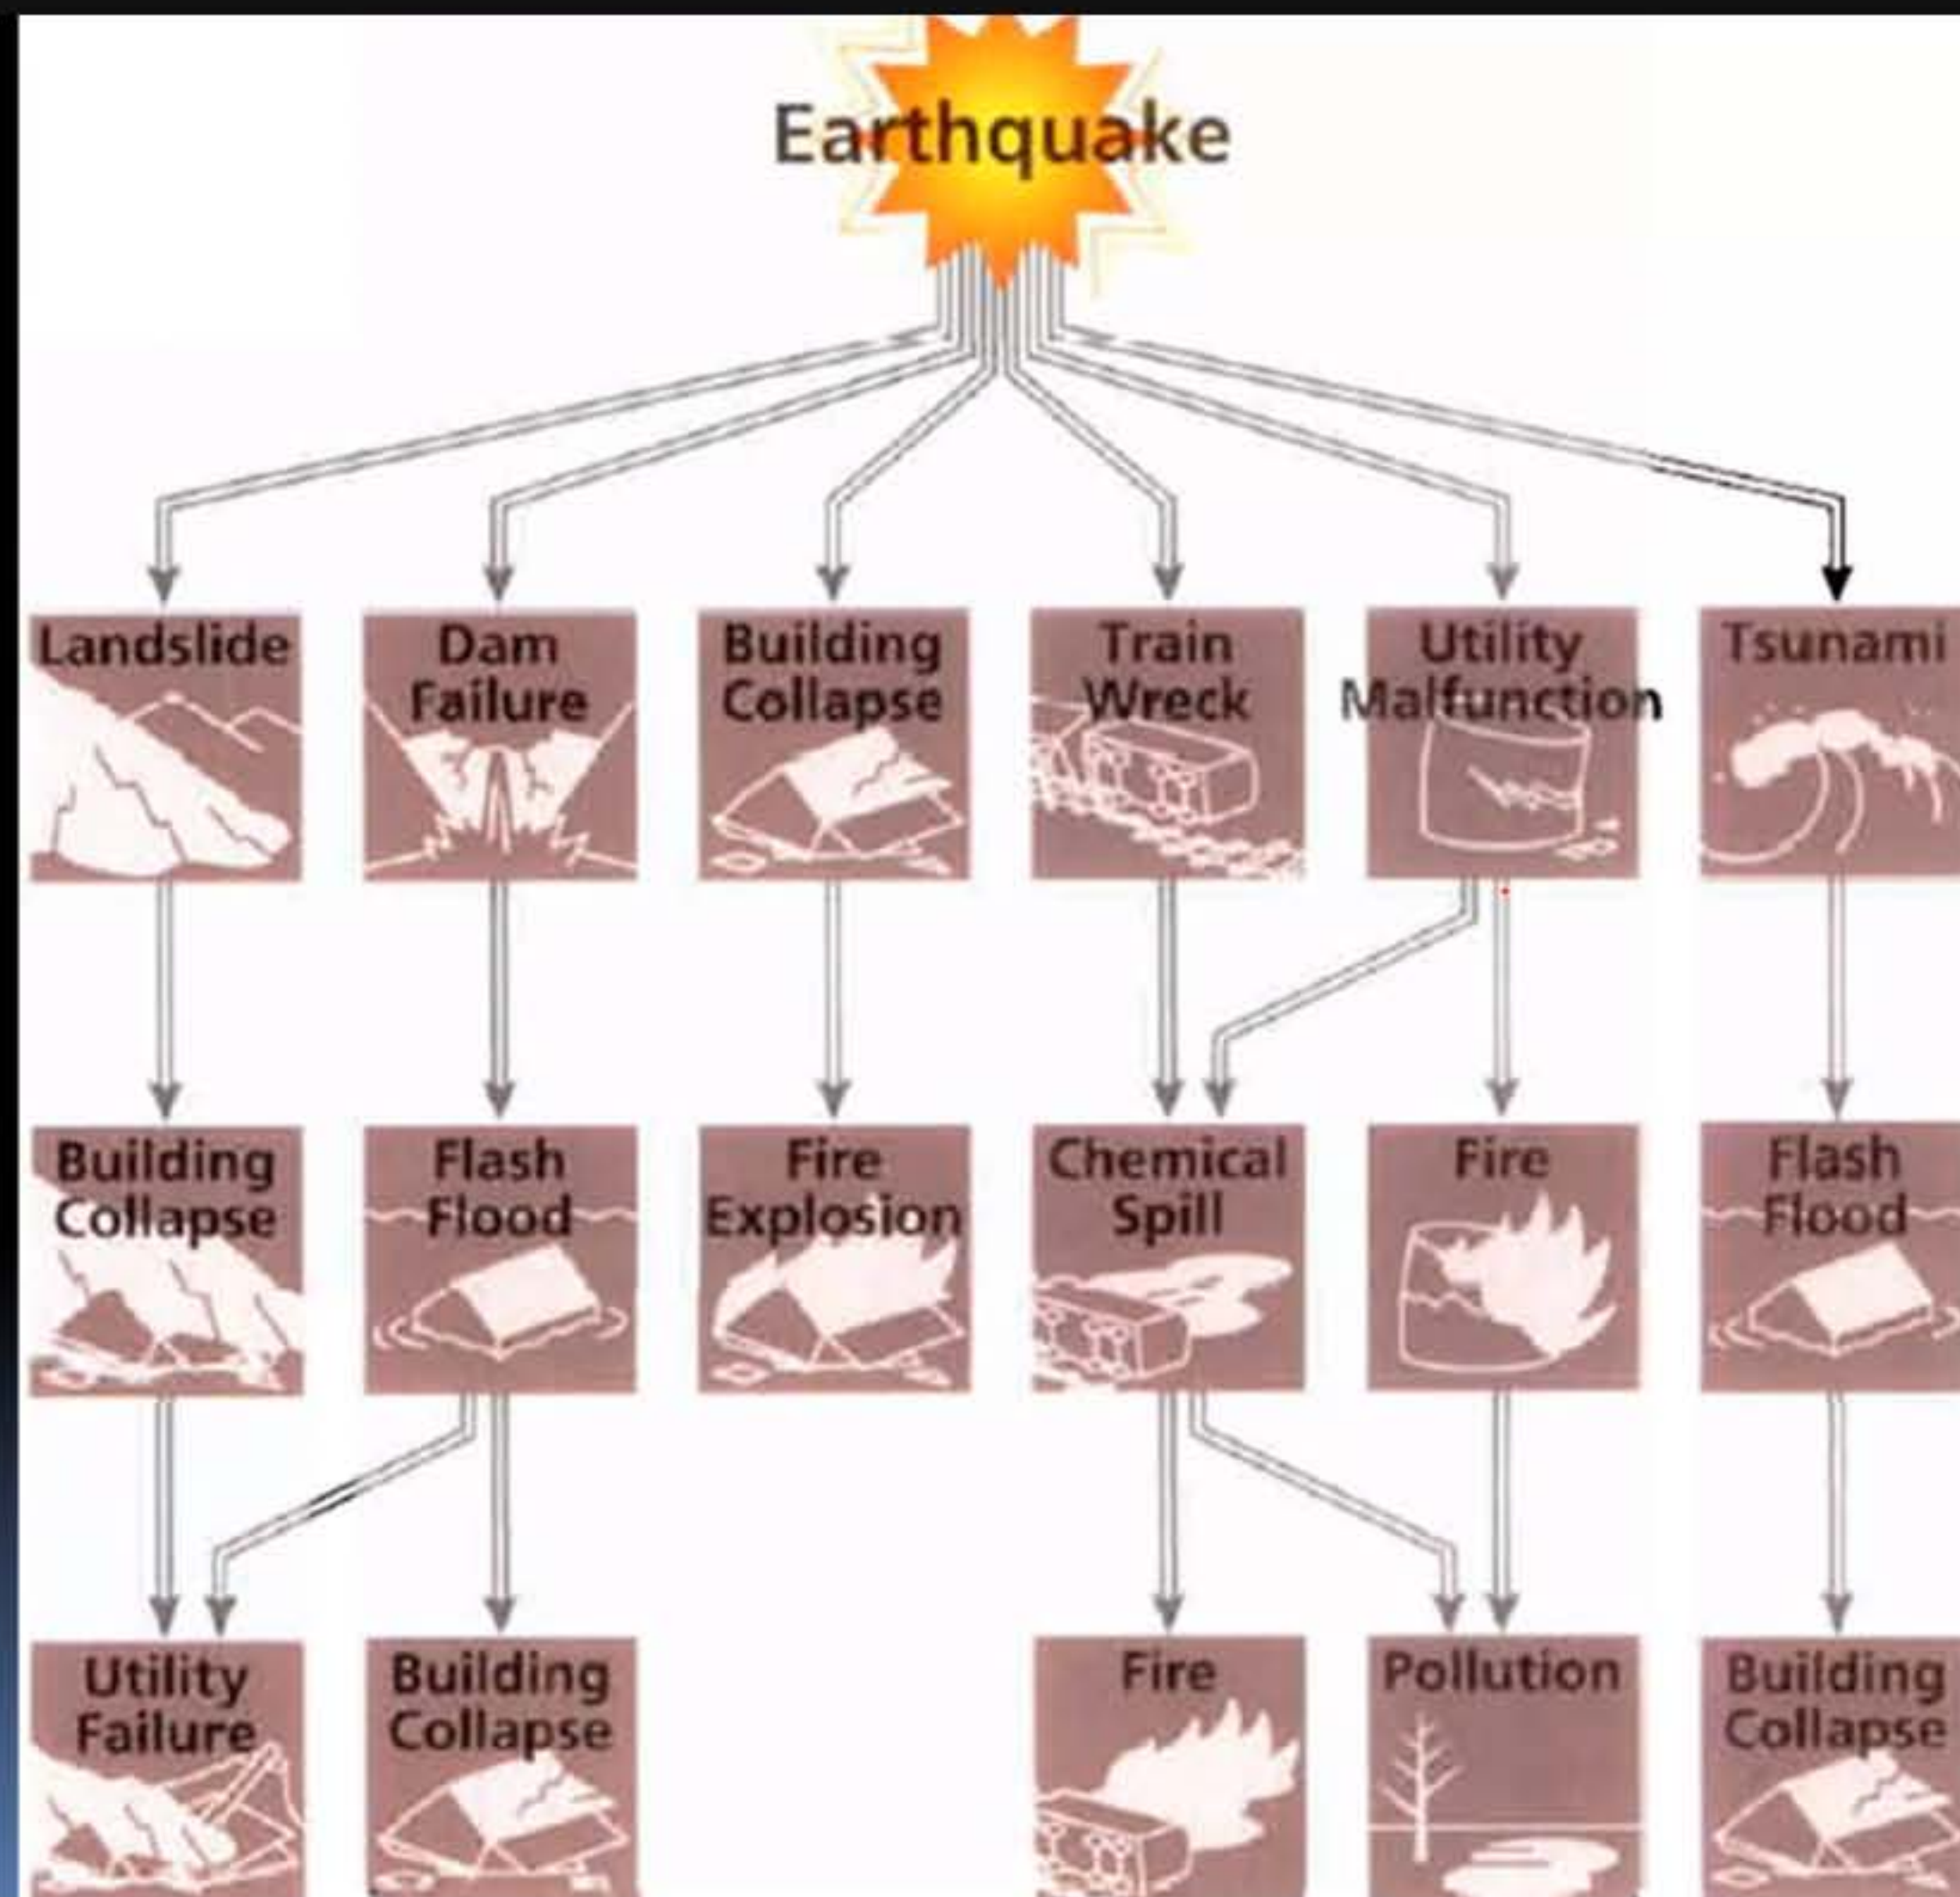 Earthquake
Landslide
Dam
Failure
Building
Collapse
Train
Wreck
Utility
Malfunction
Tsunami
Building
Collapse
Flash
Flood
Fire
Explosion
Chemical
Spill
Fire
Flash
Flood
Utility
Failure
Building
Collapse
Fire
Pollution
Building
Collapse